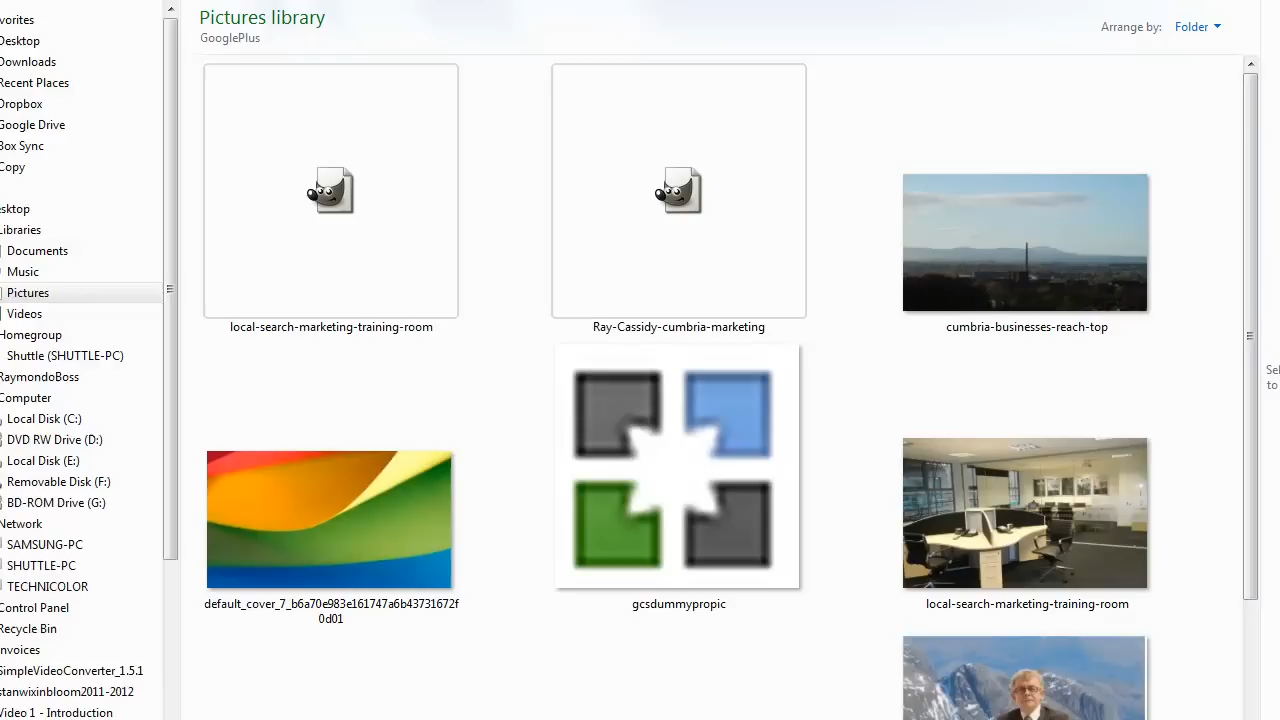 vorites
Desktop
Downloads
Recent Places
Dropbox
Google Drive
Box Sync
Copy
sktop
Libraries
Documents
Music
Pictures
Videos
Homegroup
Shuttle (SHUTTLE-PC)
RaymondoBoss
Computer
Local Disk (C:)
DVD RW Drive (D:)
Local Disk (E:)
Removable Disk (F:)
BD-ROM Drive (G:)
Network
SAMSUNG-PC
SHUTTLE-PC
TECHNICOLOR
Control Panel
Recycle Bin
nvoices
SimpleVideoConverter_1.5.1
stanwixinbloom2011-2012
Video 1 - Introduction
Pictures library
GooglePlus
Arrange by: Folder
local-search-marketing-training-room
Ray-Cassidy-cumbria-marketing
cumbria-businesses-reach-top
default_cover_7_b6a70e983e161747a6b43731672f
0d01
gcsdummypropic
local-search-marketing-training-room
Sel
to